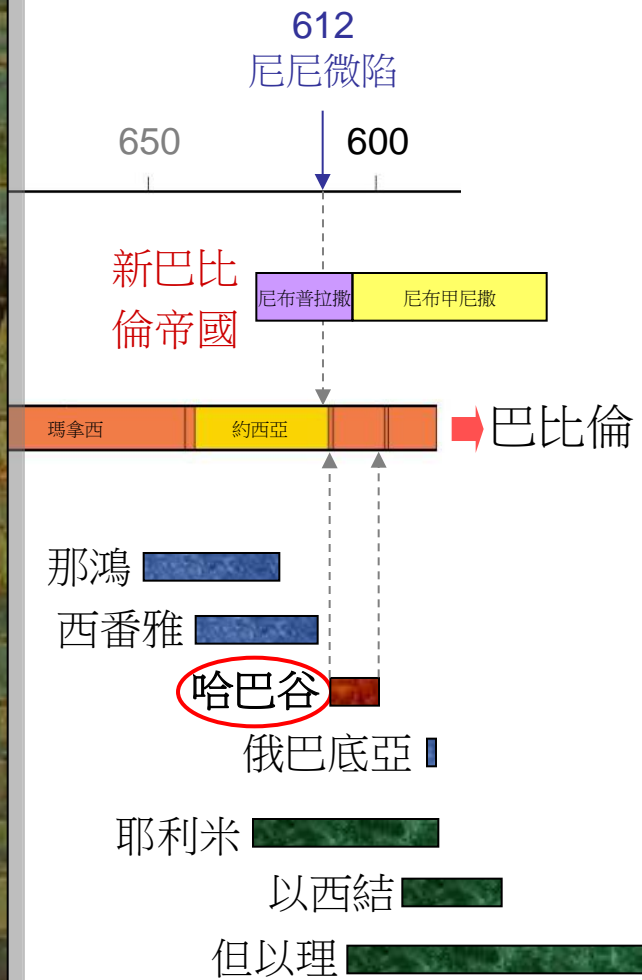 612
尼尼微陷
650
600
新巴比
倫帝國
尼布普拉撒
尼布甲尼撒
瑪拿西
約西亞
巴比倫
那鴻
西番雅
哈巴谷
俄巴底亞
耶利米
以西結
但以理